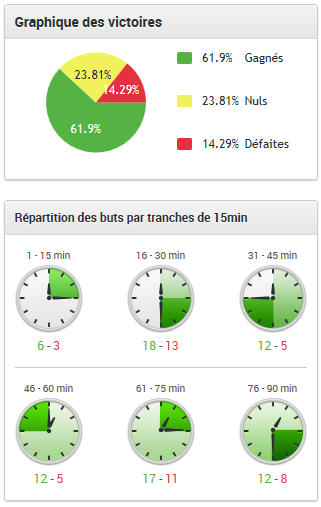 Graphique des victoires
23.81%
14.29%
61.9%
61.9% Gagnés
23.81% Nuls
14.29% Défaites
Répartition des buts par tranches de 15min
1 - 15 min 16 - 30 min 31 - 45 min
6 - 3 18 - 13 12 - 5
46 - 60 min 61 - 75 min 76 - 90 min
12 - 5 17 - 11 12 - 8